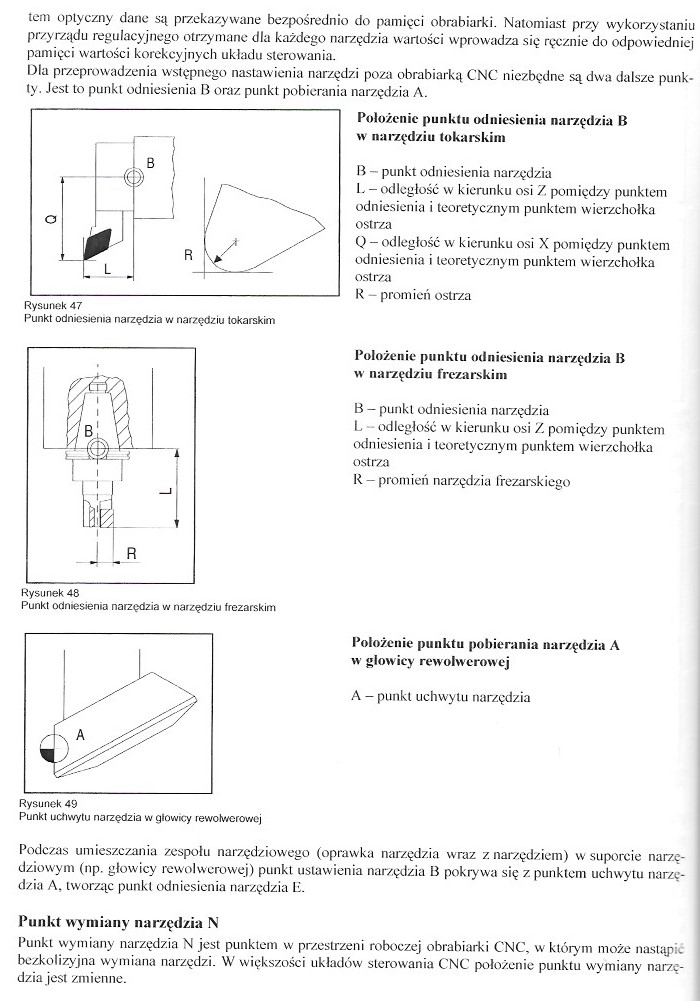 tem optyczny dane są przekazywane bezpośrednio do pamięci obrabiarki. Natomiast przy wykorzystaniu
przyrządu regulacyjnego otrzymane dla każdego narzędzia wartości wprowadza się ręcznie do odpowiedniej
pamięci wartości korekcyjnych układu sterowania.
Dla przeprowadzenia wstępnego nastawienia narzędzi poza obrabiarką CNC niezbędne są dwa dalsze punk-
ty. Jest to punkt odniesienia B oraz punkt pobierania narzędzia A.
B
Q
L
R
Rysunek 47
Punkt odniesienia narzędzia w narzędziu tokarskim
Położenie punktu odniesienia narzędzia B
w narzędziu tokarskim
B – punkt odniesienia narzędzia
L – odległość w kierunku osi Z pomiędzy punktem
odniesienia i teoretycznym punktem wierzchołka
ostrza
Q – odległość w kierunku osi X pomiędzy punktem
odniesienia i teoretycznym punktem wierzchołka
ostrza
R – promień ostrza
B
L
R
Rysunek 48
Punkt odniesienia narzędzia w narzędziu frezarskim
Położenie punktu odniesienia narzędzia B
w narzędziu frezarskim
B – punkt odniesienia narzędzia
L – odległość w kierunku osi Z pomiędzy punktem
odniesienia i teoretycznym punktem wierzchołka
ostrza
R – promień narzędzia frezarskiego
A
Rysunek 49
Punkt uchwytu narzędzia w głowicy rewolwerowej
Położenie punktu pobierania narzędzia A
w głowicy rewolwerowej
A – punkt uchwytu narzędzia
Podczas umieszczania zespołu narzędziowego (oprawka narzędzia wraz z narzędziem) w suporcie narzę-
dziowym (np. głowicy rewolwerowej) punkt ustawienia narzędzia B pokrywa się z punktem uchwytu narzę-
dzia A, tworząc punkt odniesienia narzędzia E.
Punkt wymiany narzędzia N
Punkt wymiany narzędzia N jest punktem w przestrzeni roboczej obrabiarki CNC, w którym może nastąpić
bezkolizyjna wymiana narzędzi. W większości układów sterowania CNC położenie punktu wymiany narzę-
dzia jest zmienne.